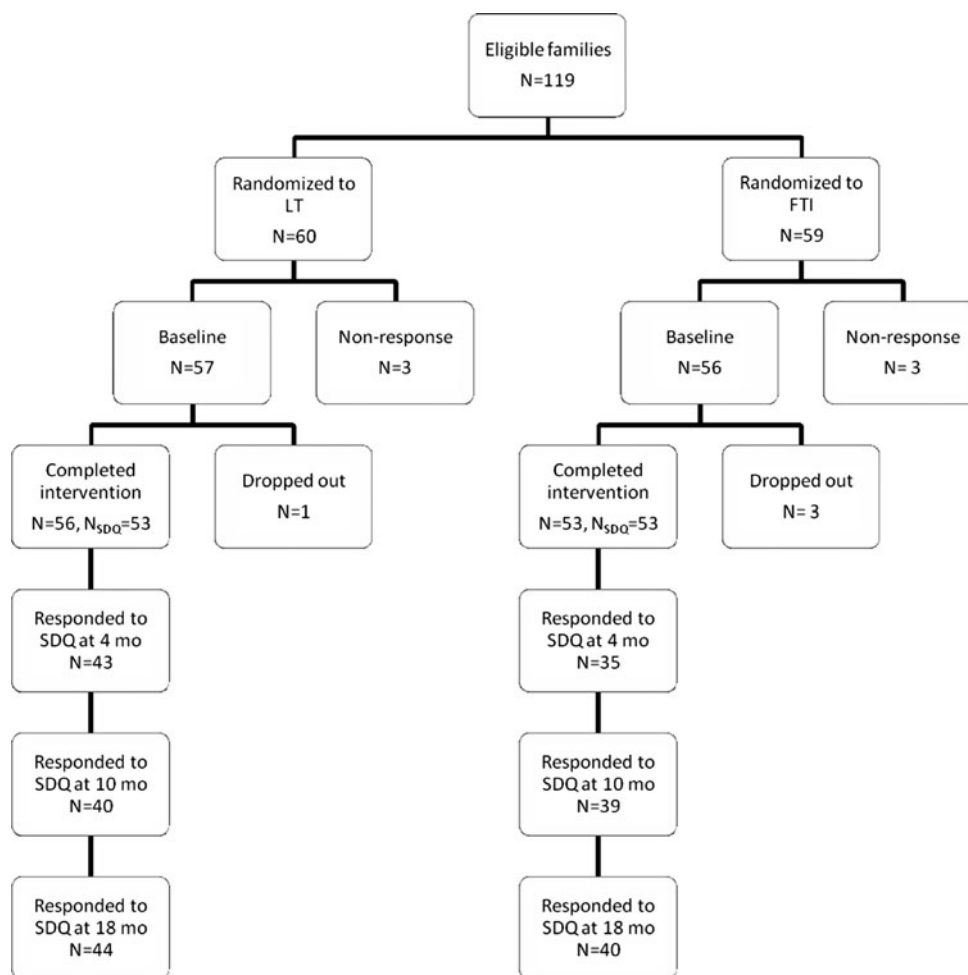 Eligible families
N=119
Randomized to
LT
N=60
Randomized to
FTI
N=59
Baseline
N=57
Non-response
N=3
Baseline
N=56
Non-response
N= 3
Completed
intervention
N=56, NSDQ=53
Dropped out
N=1
Completed
intervention
N=53, NSDQ=53
Dropped out
N= 3
Responded to
SDQ at 4 mo
N=43
Responded to
SDQ at 4 mo
N=35
Responded to
SDQ at 10 mo
N=40
Responded to
SDQ at 10 mo
N=39
Responded to
SDQ at 18 mo
N=44
Responded to
SDQ at 18 mo
N=40